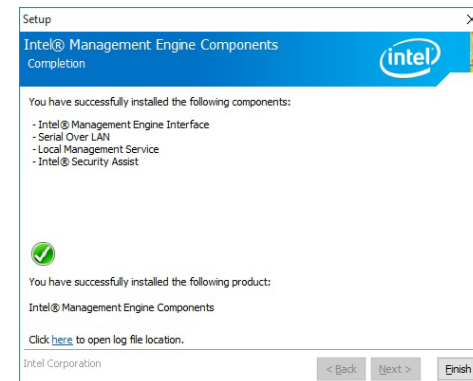 Setup
Intel® Management Engine Components
Completion
intel
You have successfully installed the following components:
- Intel® Management Engine Interface
- Serial Over LAN
- Local Management Service
- Intel® Security Assist
You have successfully installed the following product:
Intel® Management Engine Components
Click here to open log file location.
Intel Corporation
< Back Next > Finish